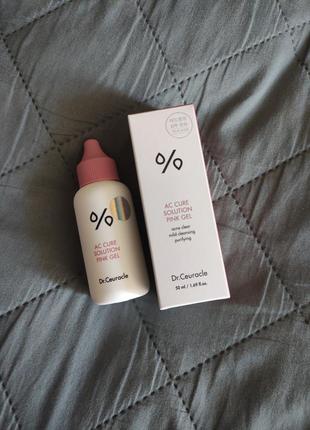 %
AC CURE
SOLUTION
PINK GEL
Dr.Ceuracle
%
AC CURE
SOLUTION
PINK GEL
acne clear
mild cleansing
purifying
Dr.Ceuracle
50 ml / 1.69 fl.oz.